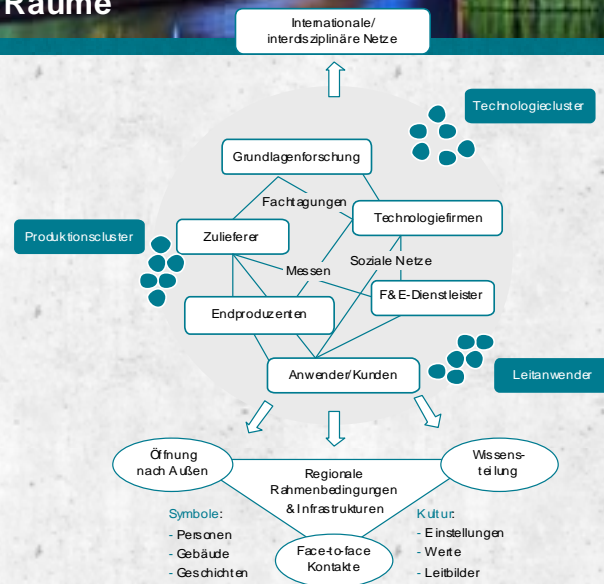 Räume
Internationale/
interdisziplinäre Netze
Technologiecluster
Grundlagenforschung
Fachtagungen
Technologiefirmen
Produktionscluster
Zulieferer
Soziale Netze
Messen
F&E-Dienstleister
Endproduzenten
Anwender/Kunden
Leitanwender
Öffnung
nach Außen
Regionale
Rahmenbedingungen
& Infrastrukturen
Wissens-
teilung
Symbole:
- Personen
- Gebäude
- Geschichten
Face-to-face
Kontakte
Kultur:
- Einstellungen
- Werte
- Leitbilder